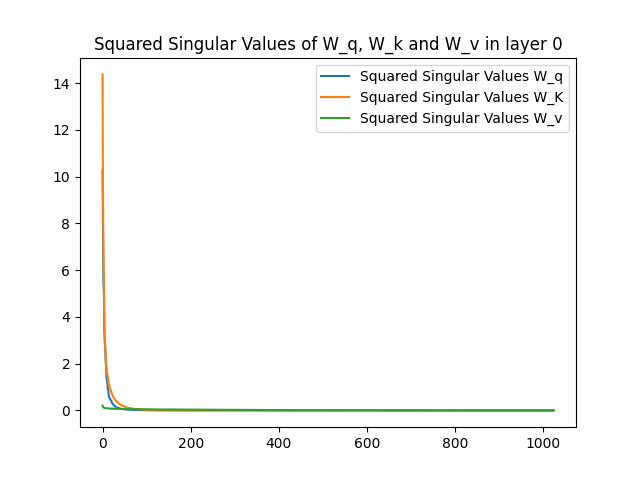 Squared Singular Values of W_q, W_k and W_v in layer 0
Squared Singular Values W_q
Squared Singular Values W_K
Squared Singular Values W_v
14
12
10
8
6
4
2
0
0 200 400 600 800 1000